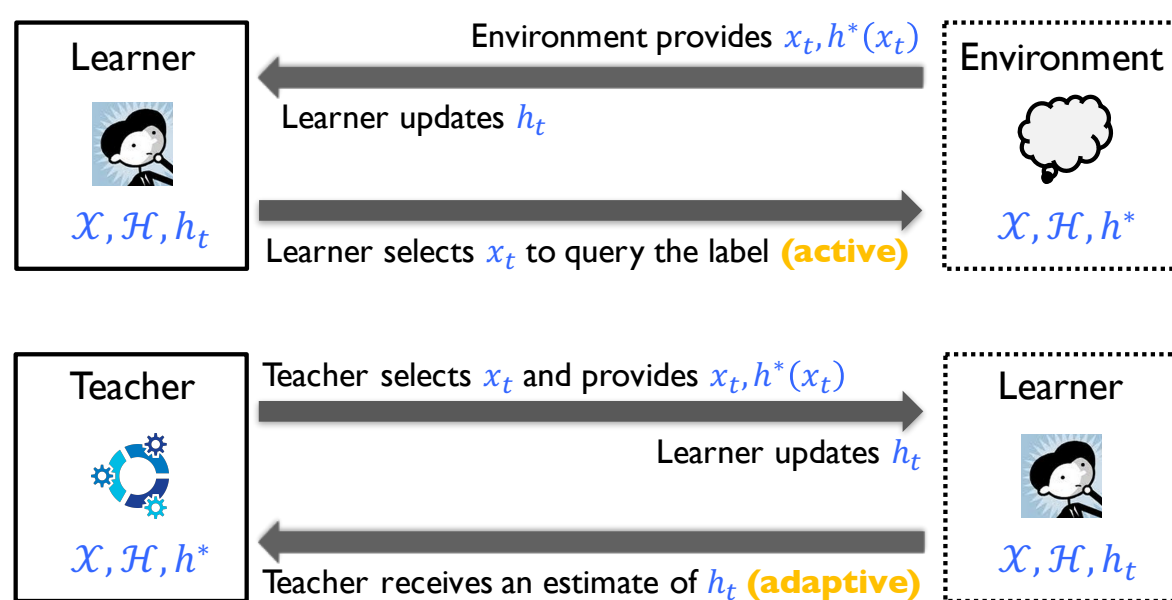 Learner
Environment provides x_t, h*(x_t)
Environment
Learner updates h_t
𝒳, ℋ, h_t
Learner selects x_t to query the label (active)
𝒳, ℋ, h*
Teacher
Teacher selects x_t and provides x_t, h*(x_t)
Learner
Learner updates h_t
𝒳, ℋ, h*
Teacher receives an estimate of h_t (adaptive)
𝒳, ℋ, h_t